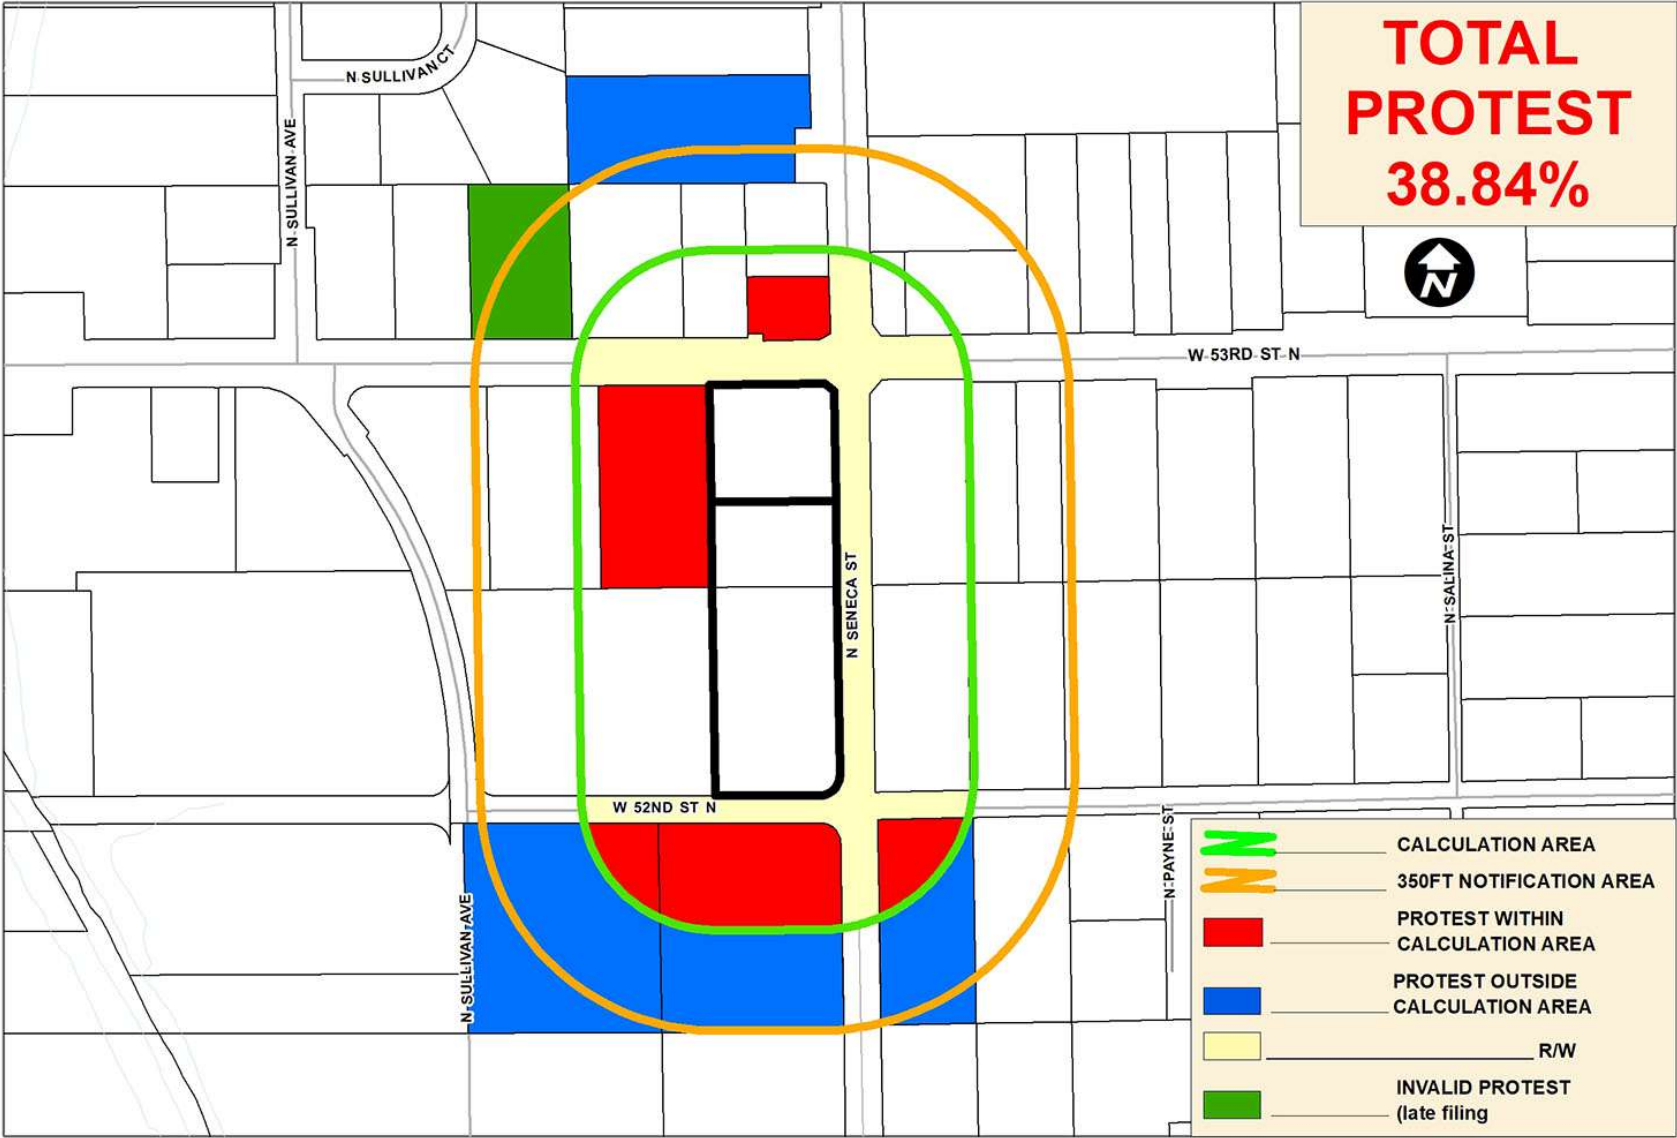 TOTAL
PROTEST
38.84%
N SULLIVAN CT
N SULLIVAN AVE
N
W 53RD ST N
N SENECA ST
N SALINA ST
W 52ND ST N
N PAYNE ST
N SULLIVAN AVE
CALCULATION AREA
350FT NOTIFICATION AREA
PROTEST WITHIN
CALCULATION AREA
PROTEST OUTSIDE
CALCULATION AREA
R/W
INVALID PROTEST
(late filing